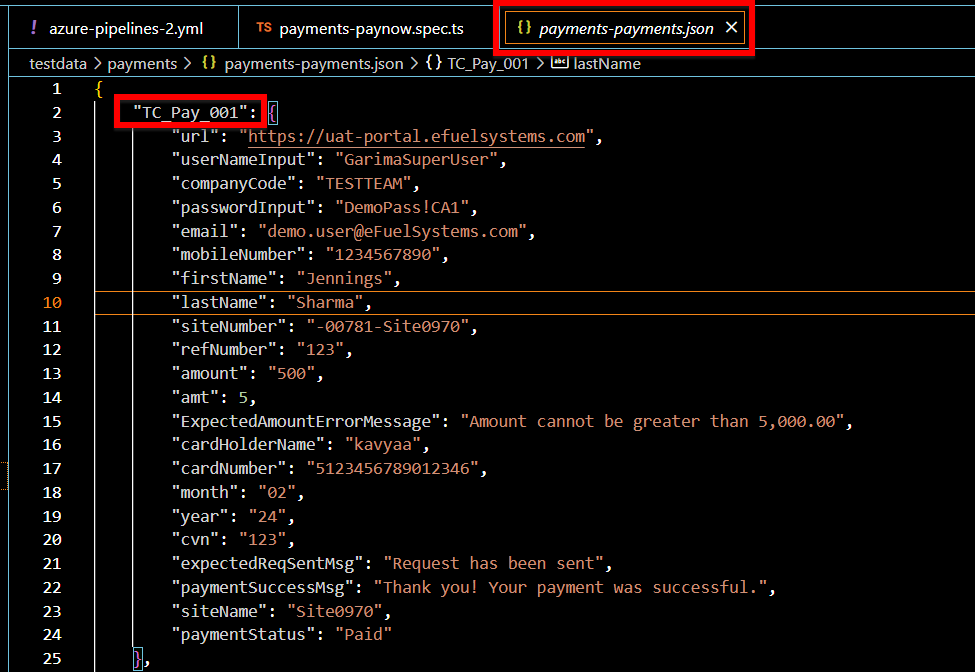 ! azure-pipelines-2.yml TS payments-paynow.spec.ts {} payments-payments.json ×
testdata > payments > {} payments-payments.json > {} TC_Pay_001 > abc lastName
1 {
2 "TC_Pay_001": {
3 "url": "https://uat-portal.efuelsystems.com",
4 "userNameInput": "GarimaSuperUser",
5 "companyCode": "TESTTEAM",
6 "passwordInput": "DemoPass!CA1",
7 "email": "demo.user@eFuelSystems.com",
8 "mobileNumber": "1234567890",
9 "firstName": "Jennings",
10 "lastName": "Sharma",
11 "siteNumber": "-00781-Site0970",
12 "refNumber": "123",
13 "amount": "500",
14 "amt": 5,
15 "ExpectedAmountErrorMessage": "Amount cannot be greater than 5,000.00",
16 "cardHolderName": "kavyaa",
17 "cardNumber": "5123456789012346",
18 "month": "02",
19 "year": "24",
20 "cvn": "123",
21 "expectedReqSentMsg": "Request has been sent",
22 "paymentSuccessMsg": "Thank you! Your payment was successful.",
23 "siteName": "Site0970",
24 "paymentStatus": "Paid"
25 },